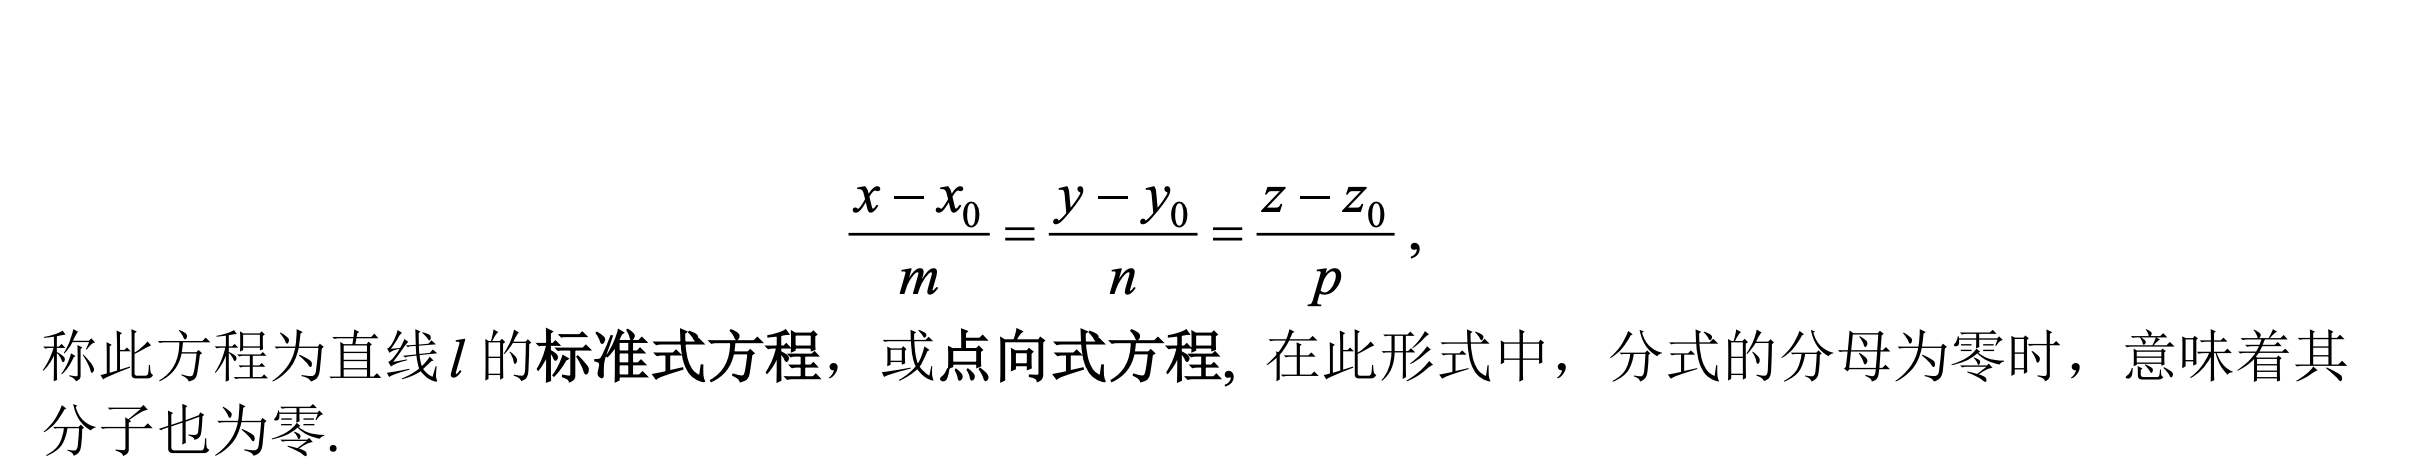 \frac{x-x_0}{m}=\frac{y-y_0}{n}=\frac{z-z_0}{p},
称此方程为直线l 的标准式方程，或点向式方程, 在此形式中，分式的分母为零时，意味着其
分子也为零.